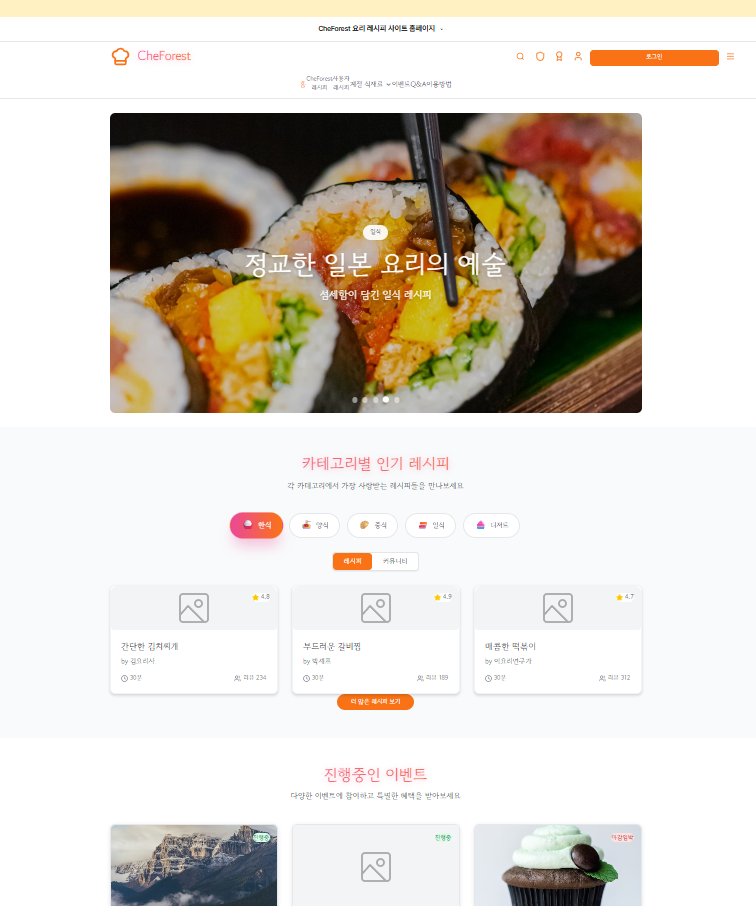 CheForest 요리 레시피 사이트 홈페이지
CheForest
로그인
홈 CheForest 레시피 사용자 레시피 제철 식재료 이벤트 Q&A 이용방법
일식
정교한 일본 요리의 예술
섬세함이 담긴 일식 레시피
카테고리별 인기 레시피
각 카테고리에서 가장 사랑받는 레시피들을 만나보세요
한식 양식 중식 일식 디저트
레시피 커뮤니티
4.8 4.9 4.7
간단한 김치찌개 부드러운 갈비찜 매콤한 떡볶이
by 김요리사 by 박셰프 by 이요리연구가
30분 리뷰 234 30분 리뷰 189 30분 리뷰 312
더 많은 레시피 보기
진행중인 이벤트
다양한 이벤트에 참여하고 특별한 혜택을 받아보세요
진행중 진행중 마감임박